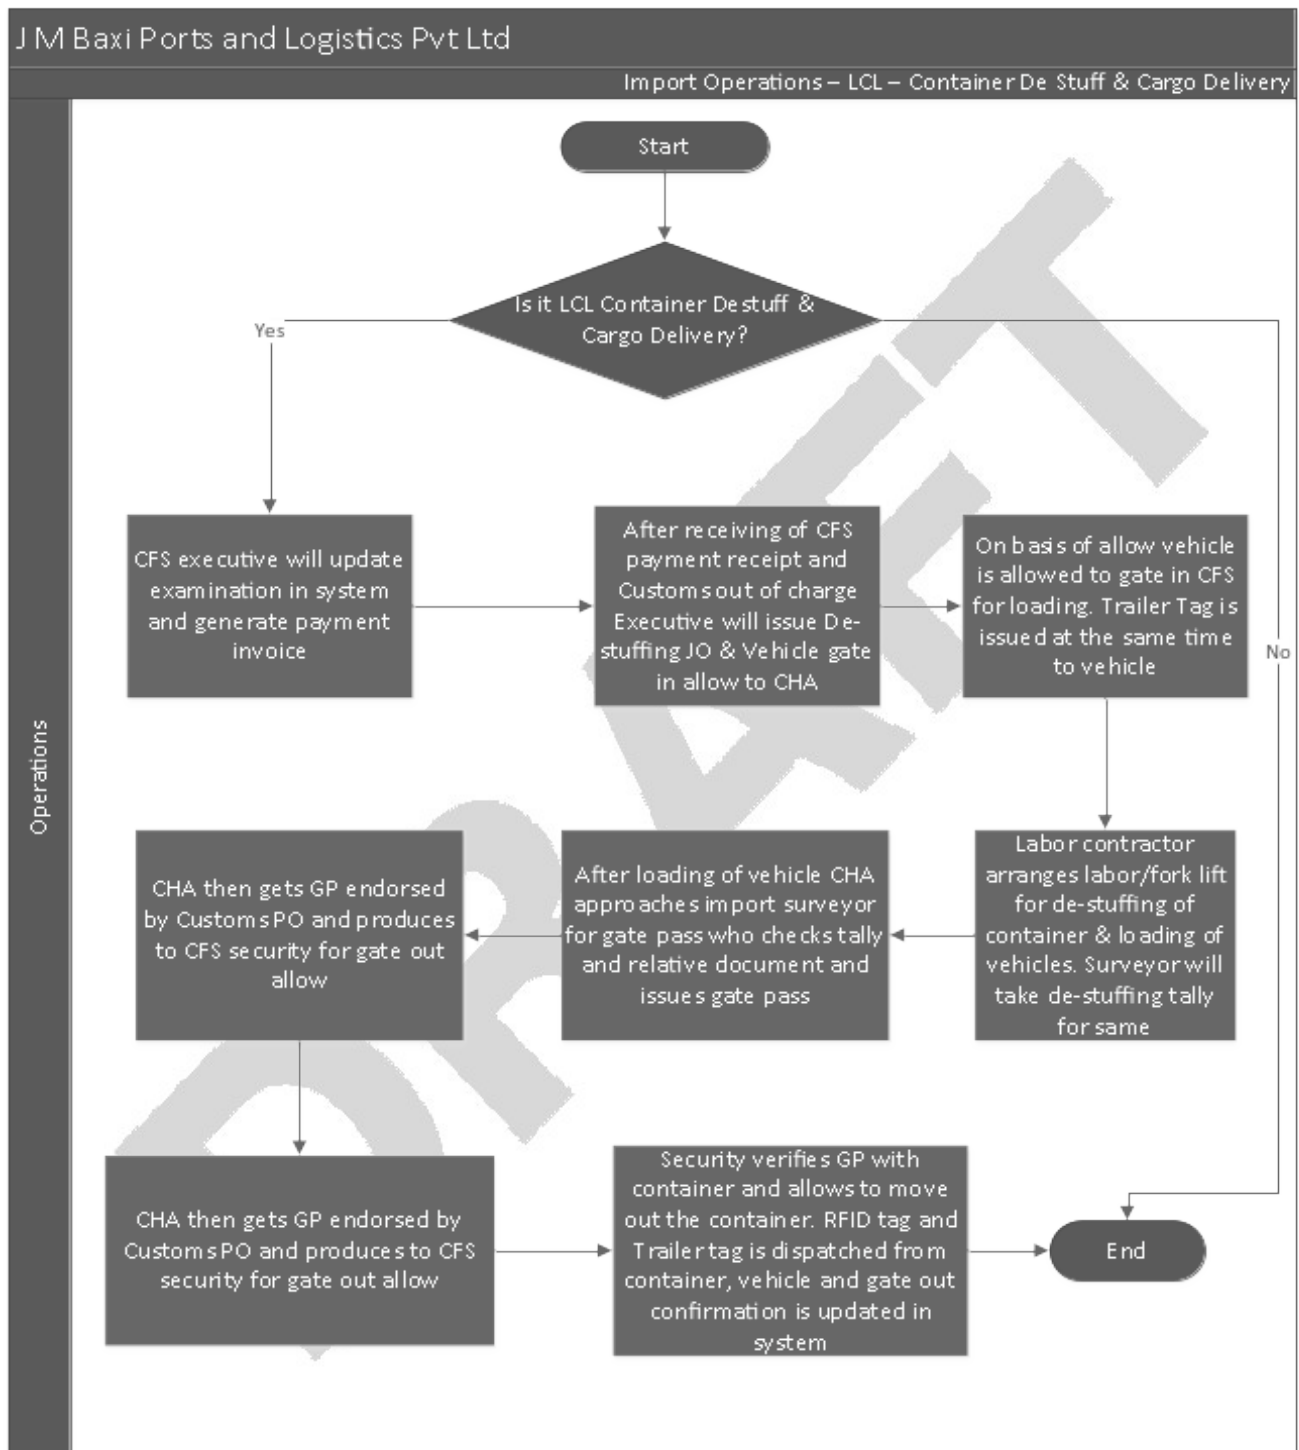 J M Baxi Ports and Logistics Pvt Ltd
Import Operations – LCL – Container De Stuff & Cargo Delivery
Operations
Start
Is it LCL Container Destuff &
Cargo Delivery?
Yes
No
CFS executive will update
examination in system
and generate payment
invoice
After receiving of CFS
payment receipt and
Customs out of charge
Executive will issue De-
stuffing JO & Vehicle gate
in allow to CHA
On basis of allow vehicle
is allowed to gate in CFS
for loading. Trailer Tag is
issued at the same time
to vehicle
Labor contractor
arranges labor/fork lift
for de-stuffing of
container & loading of
vehicles. Surveyor will
take de-stuffing tally
for same
After loading of vehicle CHA
approaches import surveyor
for gate pass who checks tally
and relative document and
issues gate pass
CHA then gets GP endorsed
by Customs PO and produces
to CFS security for gate out
allow
CHA then gets GP endorsed by
Customs PO and produces to CFS
security for gate out allow
Security verifies GP with
container and allows to move
out the container. RFID tag and
Trailer tag is dispatched from
container, vehicle and gate out
confirmation is updated in
system
End
DRAFT